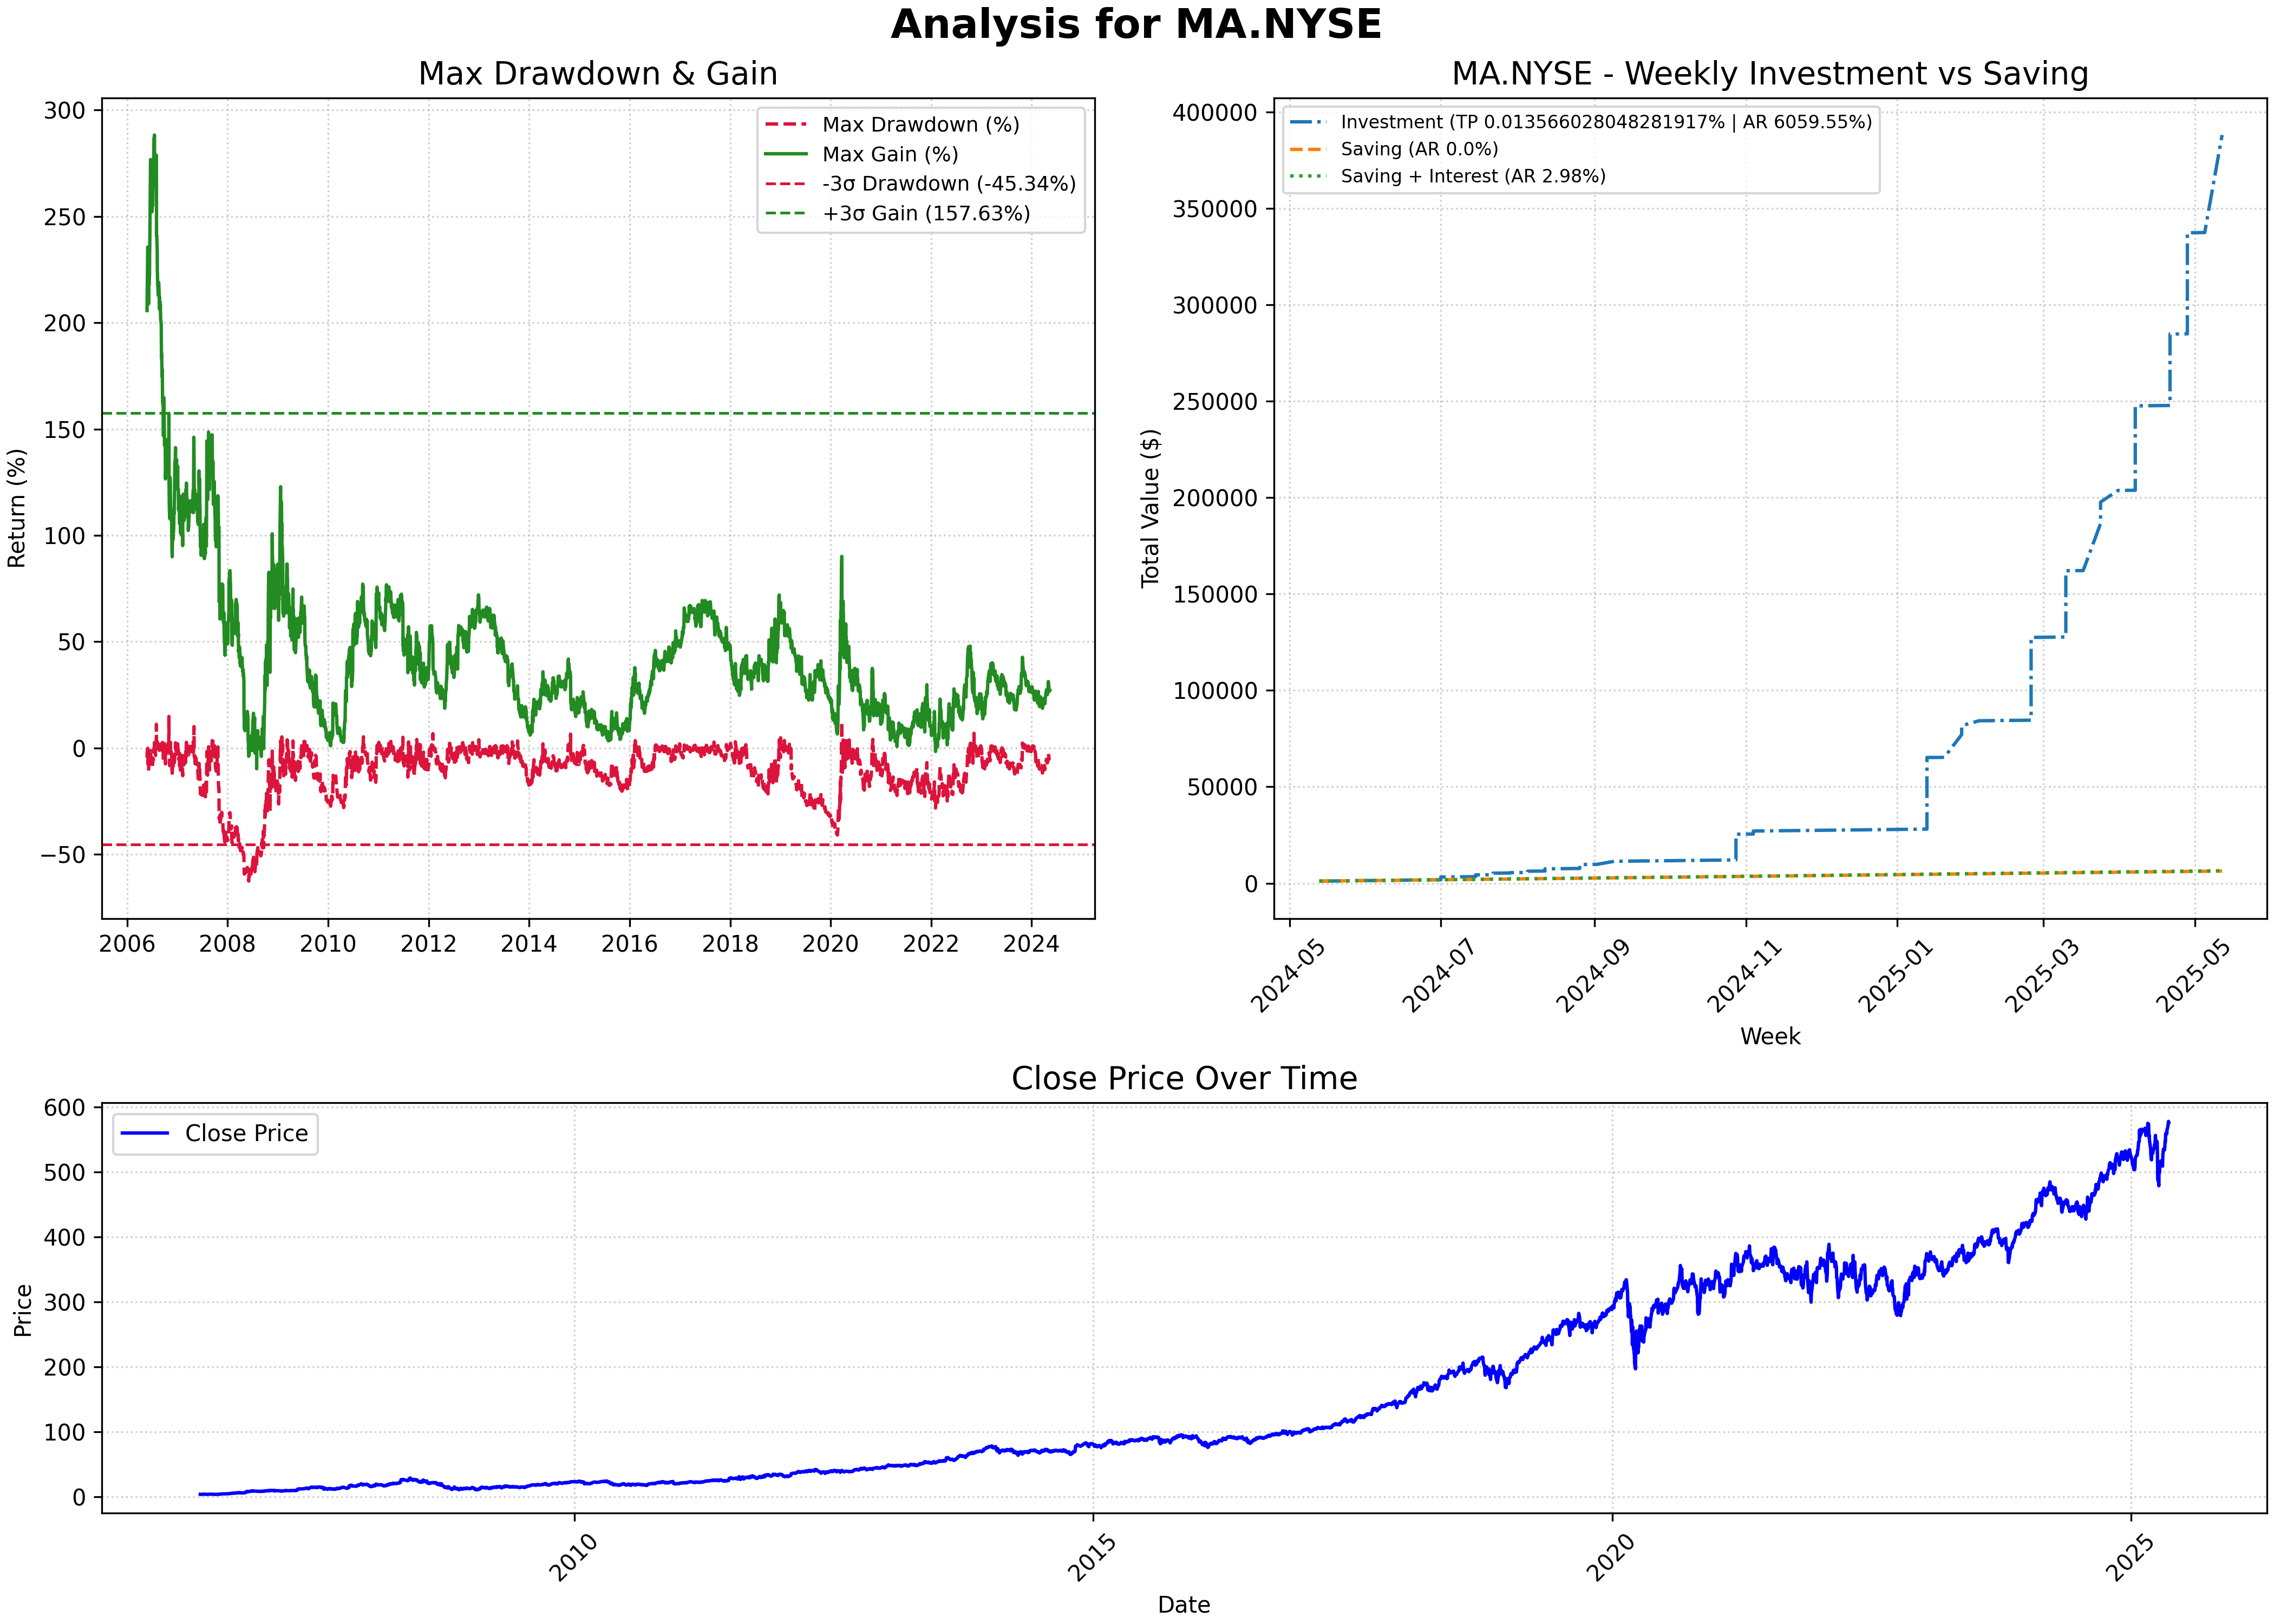 Analysis for MA.NYSE
Max Drawdown & Gain
Return (%)
300
250
200
150
100
50
0
−50
2006 2008 2010 2012 2014 2016 2018 2020 2022 2024
Max Drawdown (%)
Max Gain (%)
-3σ Drawdown (-45.34%)
+3σ Gain (157.63%)
MA.NYSE - Weekly Investment vs Saving
Total Value ($)
400000
350000
300000
250000
200000
150000
100000
50000
0
Investment (TP 0.013566028048281917% | AR 6059.55%)
Saving (AR 0.0%)
Saving + Interest (AR 2.98%)
2024-05 2024-07 2024-09 2024-11 2025-01 2025-03 2025-05
Week
Close Price Over Time
Price
600
500
400
300
200
100
0
Close Price
2010 2015 2020 2025
Date